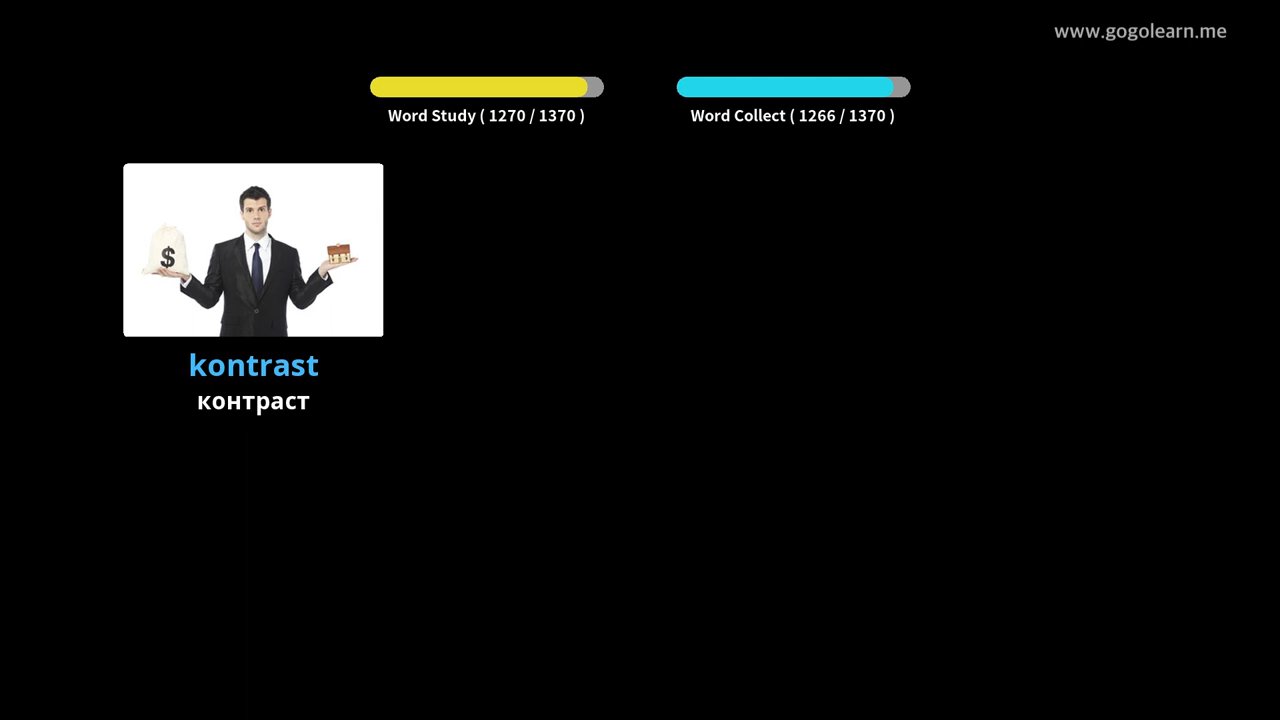 www.gogolearn.me
Word Study ( 1270 / 1370 )
Word Collect ( 1266 / 1370 )
$
kontrast
контраст